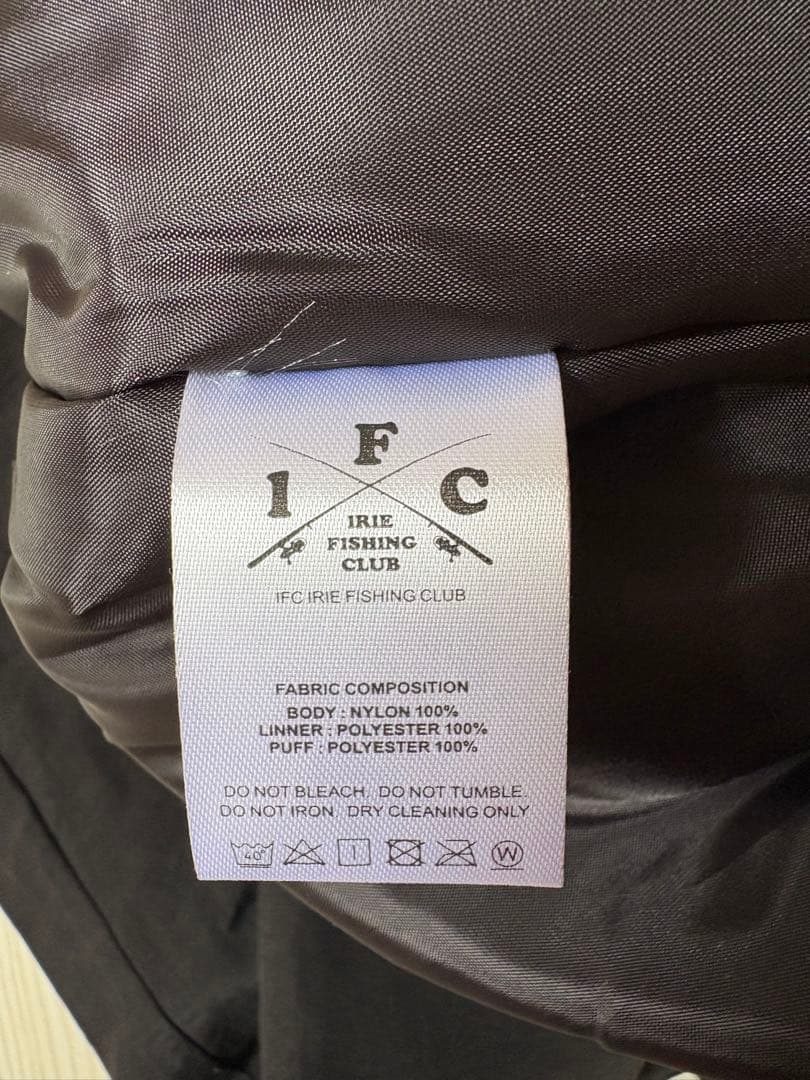 F
I C
IRIE
FISHING
CLUB
IFC IRIE FISHING CLUB
FABRIC COMPOSITION
BODY : NYLON 100%
LINNER : POLYESTER 100%
PUFF : POLYESTER 100%
DO NOT BLEACH. DO NOT TUMBLE.
DO NOT IRON. DRY CLEANING ONLY
40° W